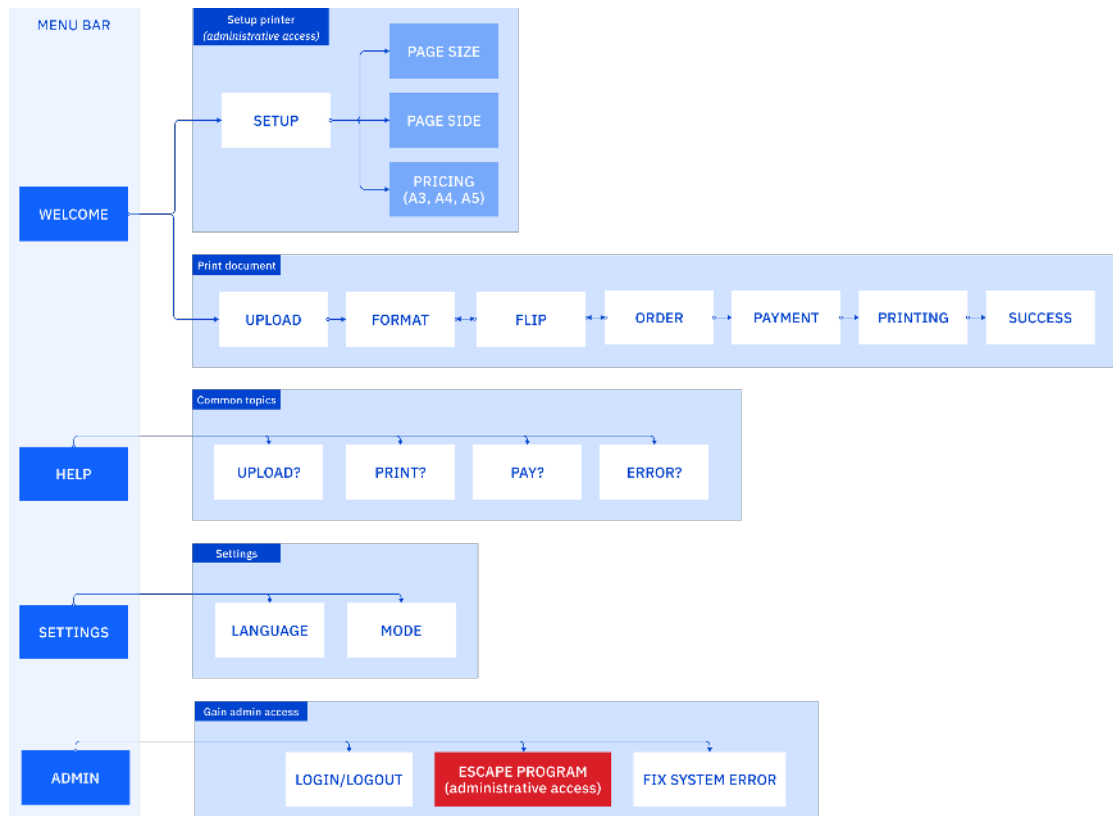 MENU BAR
Setup printer
(administrative access)
PAGE SIZE
SETUP
PAGE SIDE
PRICING
(A3, A4, A5)
WELCOME
Print document
UPLOAD
FORMAT
FLIP
ORDER
PAYMENT
PRINTING
SUCCESS
Common topics
HELP
UPLOAD?
PRINT?
PAY?
ERROR?
Settings
SETTINGS
LANGUAGE
MODE
Gain admin access
ADMIN
LOGIN/LOGOUT
ESCAPE PROGRAM
(administrative access)
FIX SYSTEM ERROR